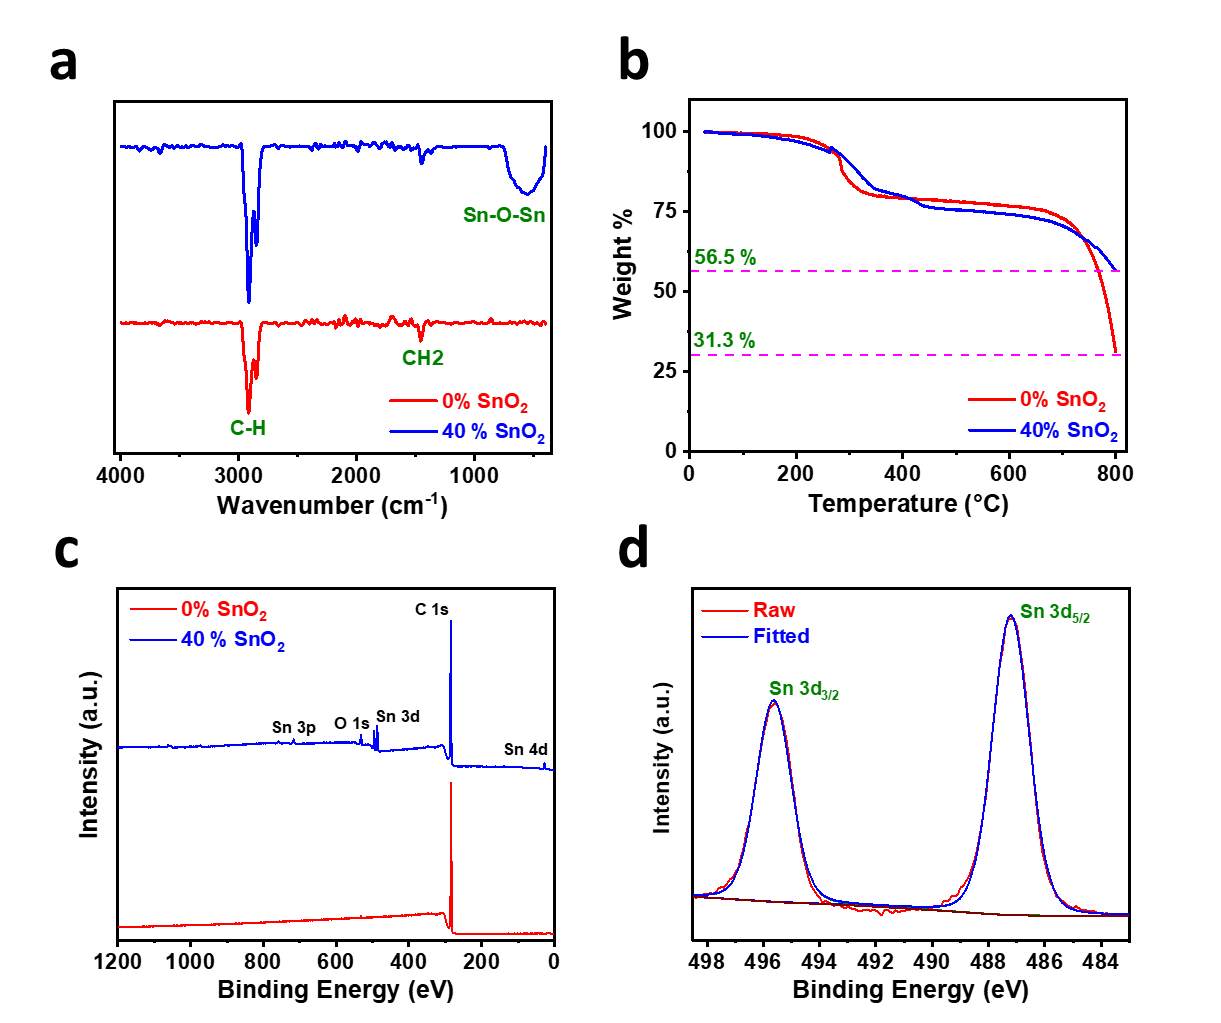 a
Sn-O-Sn
CH2
C-H
0% SnO2
40 % SnO2
4000 3000 2000 1000
Wavenumber (cm-1)
b
100
75
50
25
0
Weight %
56.5 %
31.3 %
0% SnO2
40% SnO2
0 200 400 600 800
Temperature (°C)
c
0% SnO2
40 % SnO2
C 1s
Sn 3p
O 1s
Sn 3d
Sn 4d
Intensity (a.u.)
1200 1000 800 600 400 200 0
Binding Energy (eV)
d
Raw
Fitted
Sn 3d5/2
Sn 3d3/2
Intensity (a.u.)
498 496 494 492 490 488 486 484
Binding Energy (eV)